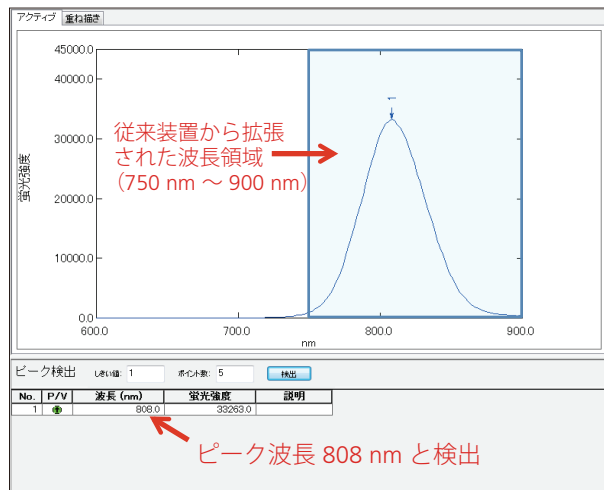 アクティブ 重ね描き
45000.0
40000.0
30000.0
20000.0
10000.0
0.0
蛍光強度
従来装置から拡張
された波長領域
(750 nm ～ 900 nm)
1
600.0 700.0 800.0 900.0
nm
ピーク検出 しきい値: 1 ポイント数: 5 検出
No. P/V 波長 (nm) 蛍光強度 説明
1 808.0 33263.0
ピーク波長 808 nm と検出